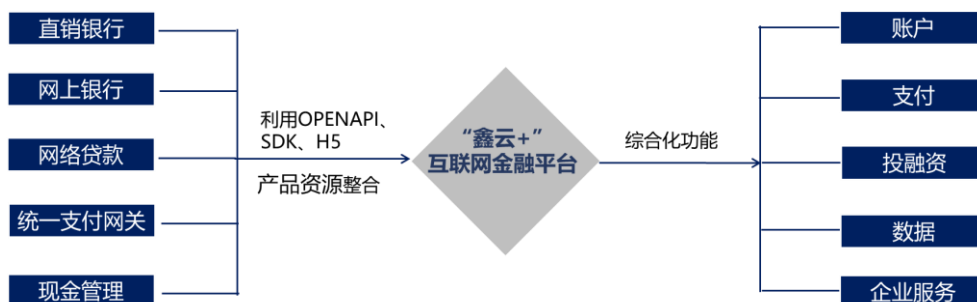 直销银行
网上银行
网络贷款
统一支付网关
现金管理
利用OPENAPI、
SDK、H5
产品资源整合
“鑫云+”
互联网金融平台
综合化功能
账户
支付
投融资
数据
企业服务